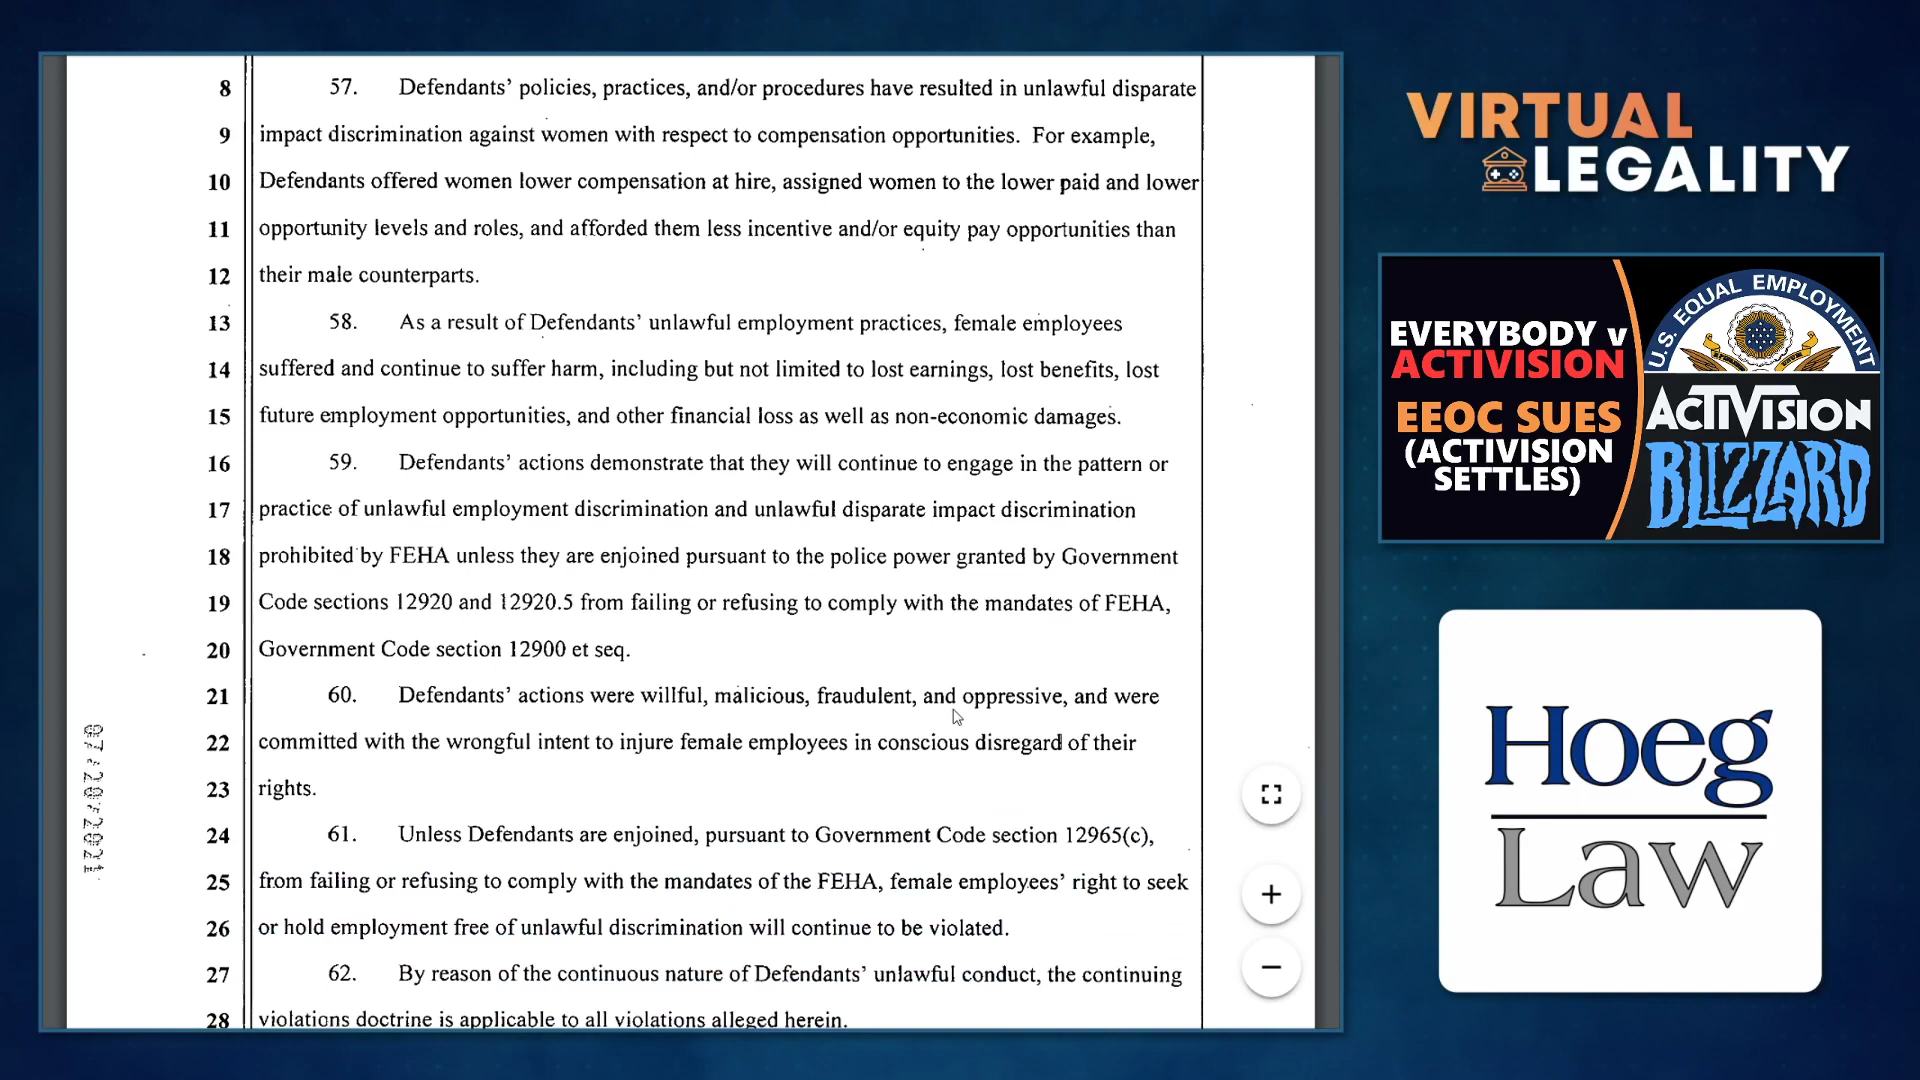 8 57. Defendants' policies, practices, and/or procedures have resulted in unlawful disparate
9 impact discrimination against women with respect to compensation opportunities. For example,
10 Defendants offered women lower compensation at hire, assigned women to the lower paid and lower
11 opportunity levels and roles, and afforded them less incentive and/or equity pay opportunities than
12 their male counterparts.
13 58. As a result of Defendants' unlawful employment practices, female employees
14 suffered and continue to suffer harm, including but not limited to lost earnings, lost benefits, lost
15 future employment opportunities, and other financial loss as well as non-economic damages.
16 59. Defendants' actions demonstrate that they will continue to engage in the pattern or
17 practice of unlawful employment discrimination and unlawful disparate impact discrimination
18 prohibited by FEHA unless they are enjoined pursuant to the police power granted by Government
19 Code sections 12920 and 12920.5 from failing or refusing to comply with the mandates of FEHA,
20 Government Code section 12900 et seq.
21 60. Defendants' actions were willful, malicious, fraudulent, and oppressive, and were
22 committed with the wrongful intent to injure female employees in conscious disregard of their
23 rights.
24 61. Unless Defendants are enjoined, pursuant to Government Code section 12965(c),
25 from failing or refusing to comply with the mandates of the FEHA, female employees' right to seek
26 or hold employment free of unlawful discrimination will continue to be violated.
27 62. By reason of the continuous nature of Defendants' unlawful conduct, the continuing
28 violations doctrine is applicable to all violations alleged herein.
07/20/2021
VIRTUAL
LEGALITY
EVERYBODY v
ACTIVISION
EEOC SUES
(ACTIVISION
SETTLES)
U.S. EQUAL EMPLOYMENT
ACTIVISION
BLIZZARD
Hoeg
Law